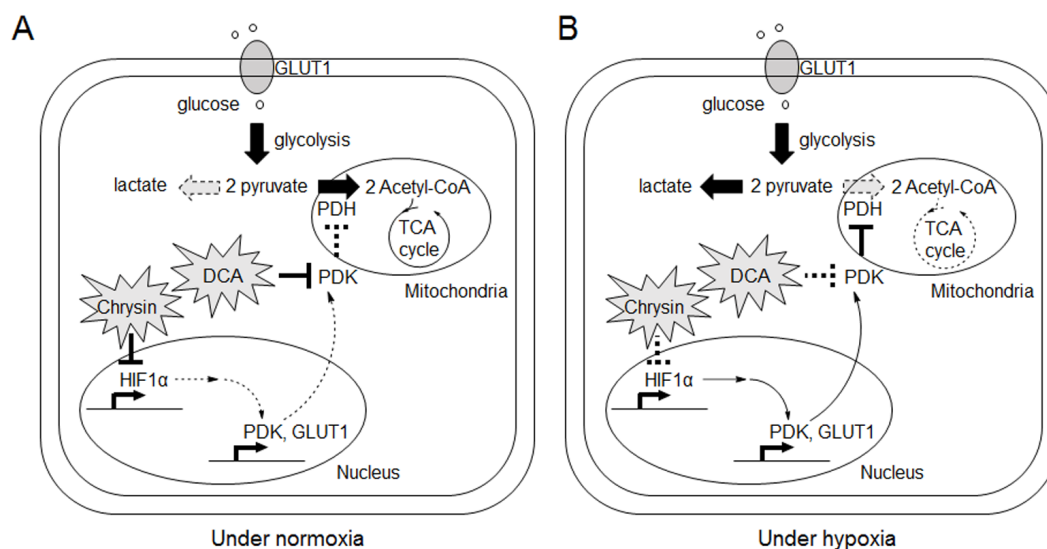 A
GLUT1
glucose
glycolysis
lactate
2 pyruvate
2 Acetyl-CoA
PDH
TCA
cycle
DCA
PDK
Mitochondria
Chrysin
HIF1α
PDK, GLUT1
Nucleus
Under normoxia
B
GLUT1
glucose
glycolysis
lactate
2 pyruvate
2 Acetyl-CoA
PDH
TCA
cycle
DCA
PDK
Mitochondria
Chrysin
HIF1α
PDK, GLUT1
Nucleus
Under hypoxia